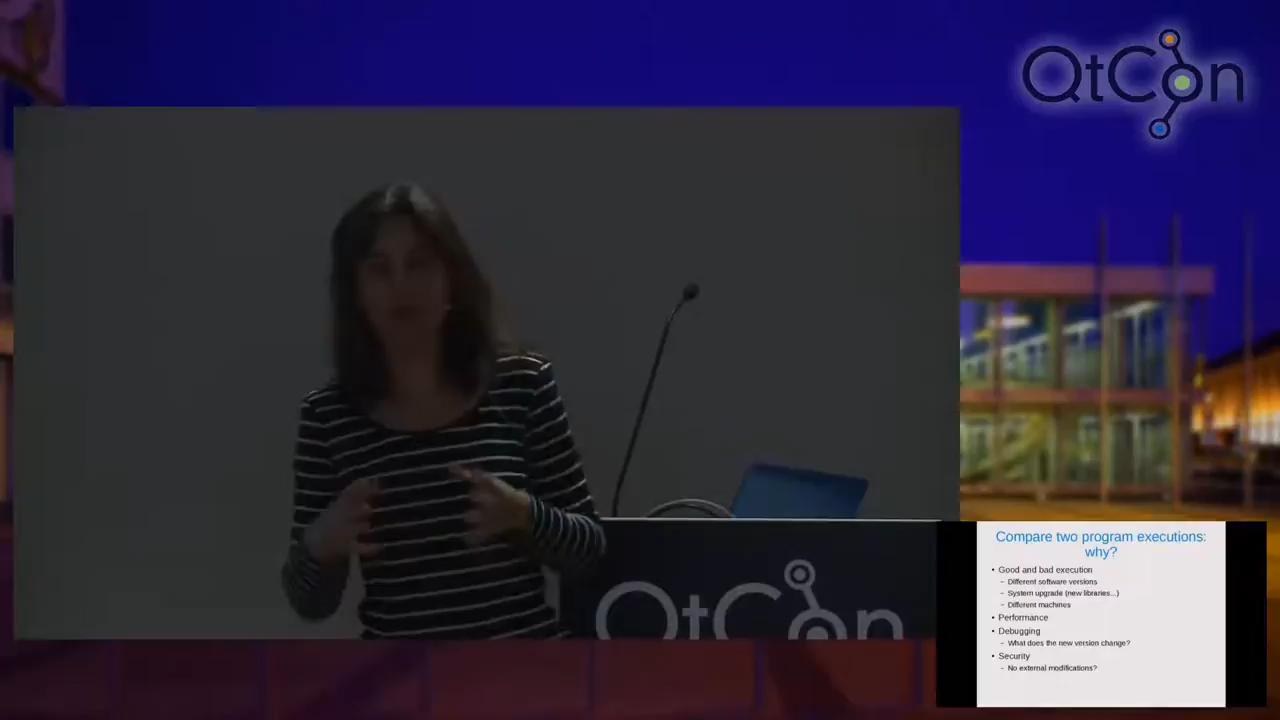 QtCon
QtCon
Compare two program executions:
why?
• Good and bad execution
– Different software versions
– System upgrade (new libraries...)
– Different machines
• Performance
• Debugging
– What does the new version change?
• Security
– No external modifications?